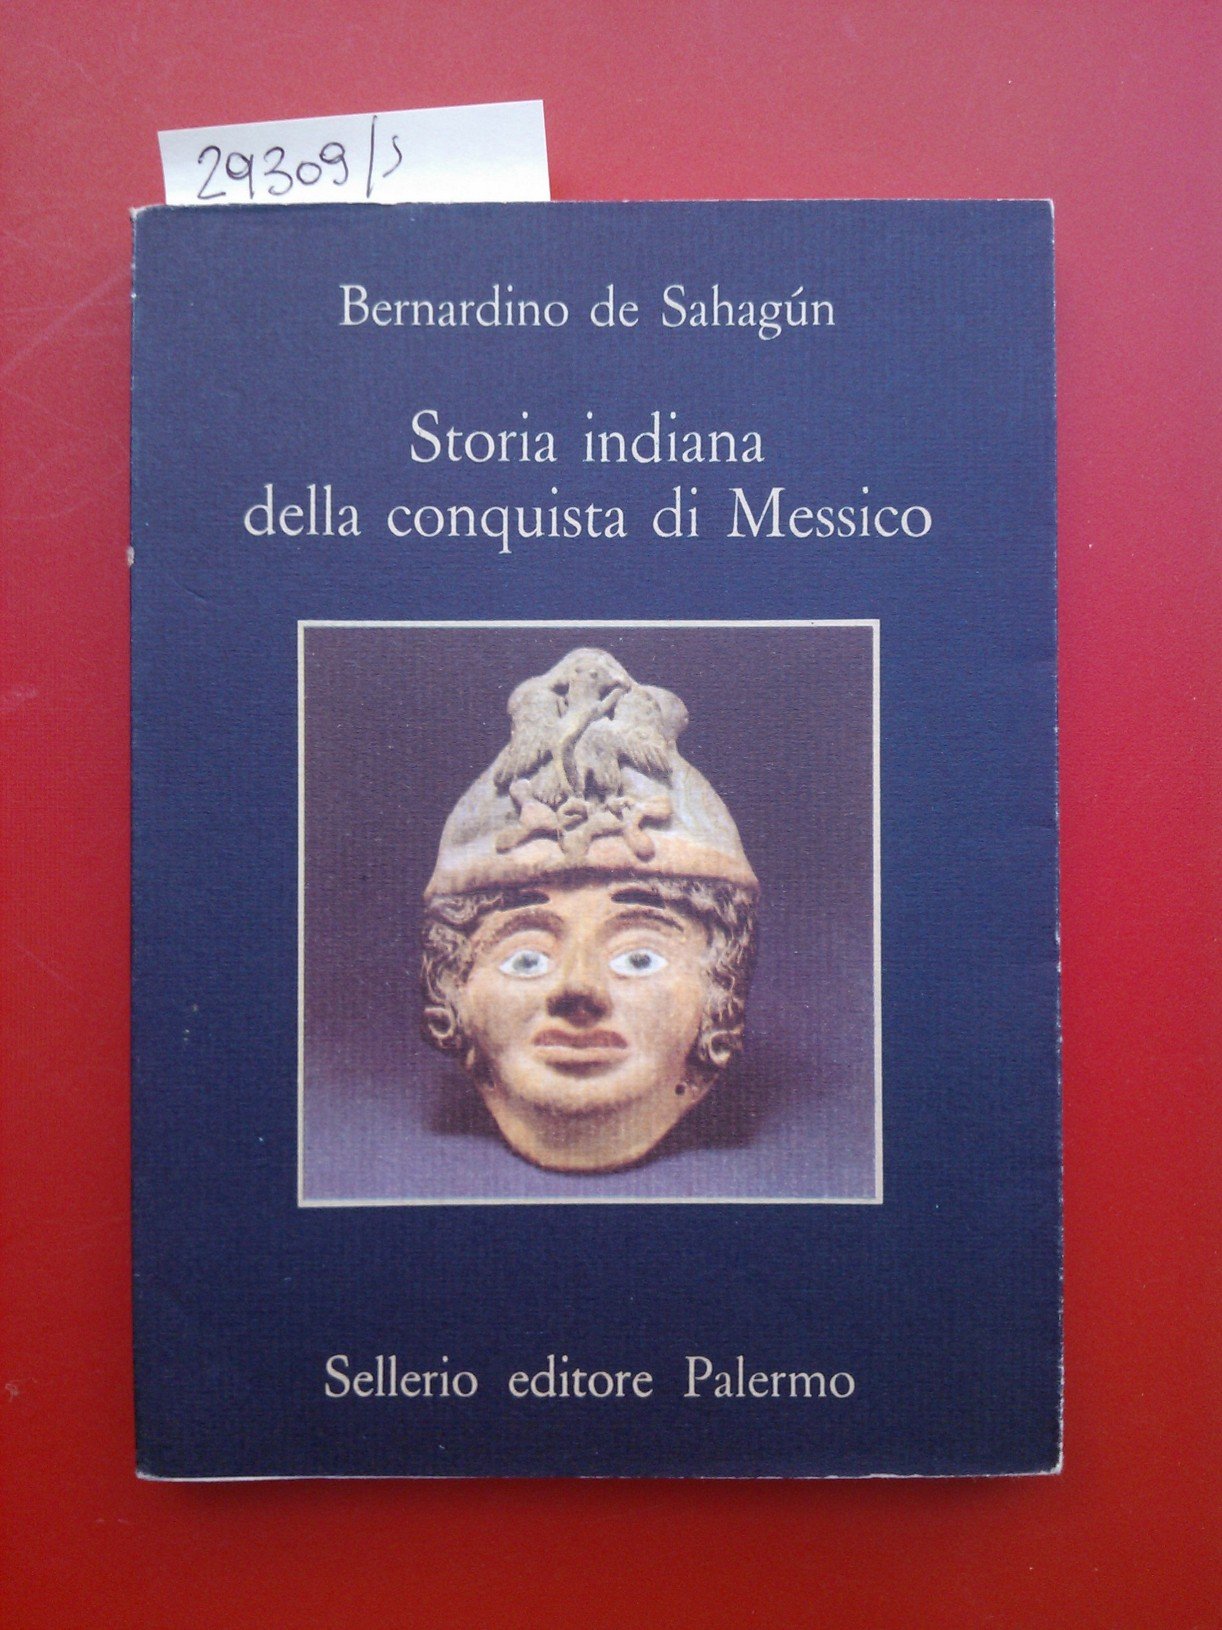 29309/s
Bernardino de Sahagún
Storia indiana
della conquista di Messico
Sellerio editore Palermo